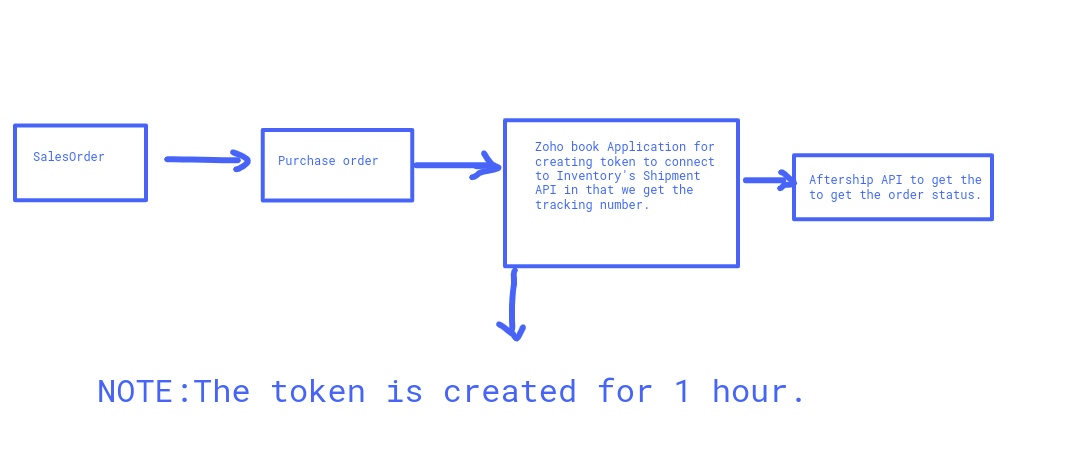 SalesOrder
Purchase order
Zoho book Application for
creating token to connect
to Inventory's Shipment
API in that we get the
tracking number.
Aftership API to get the
to get the order status.
NOTE:The token is created for 1 hour.